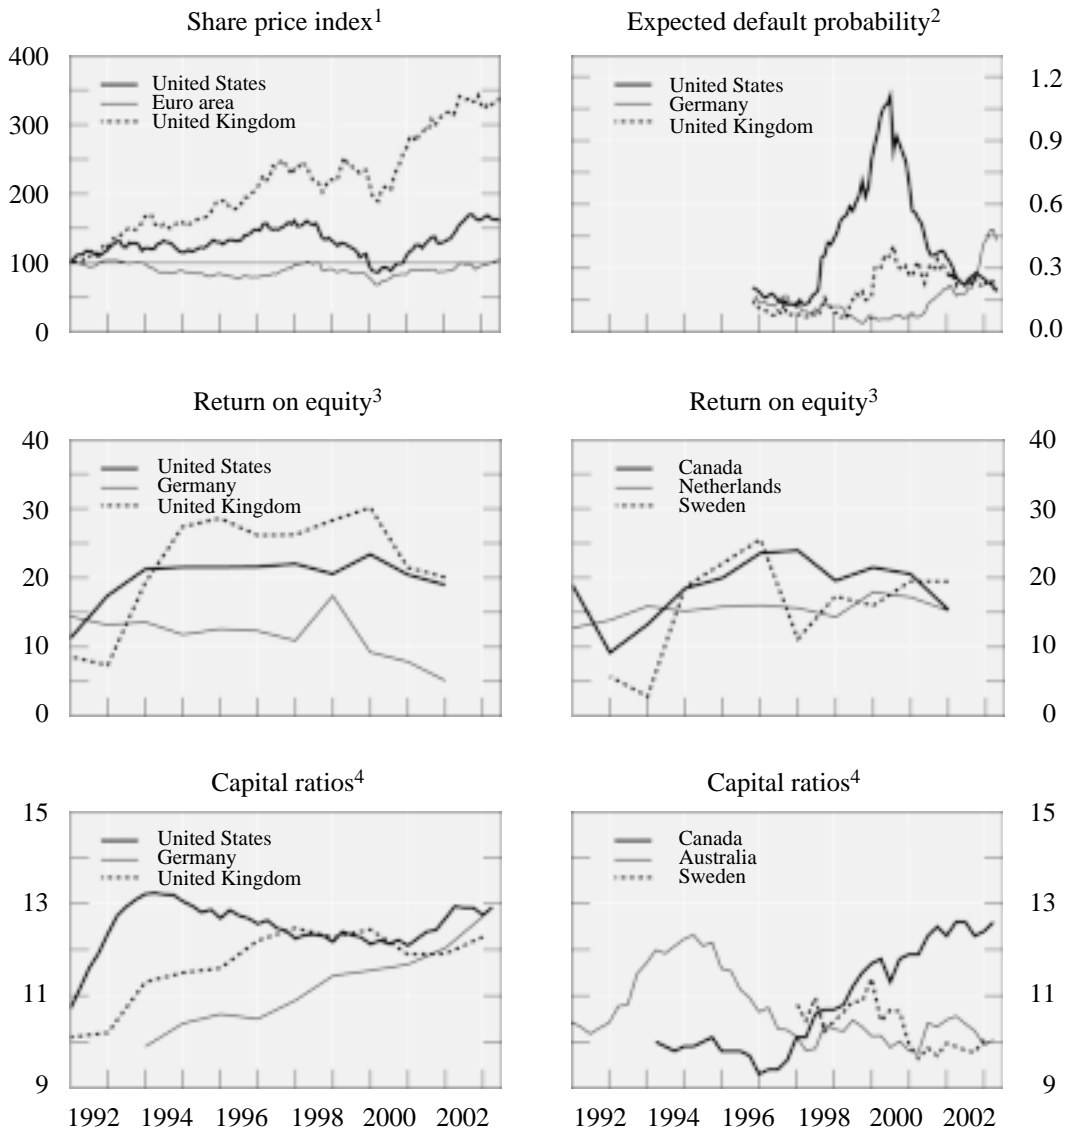 Share price index1
400
300
200
100
0
United States
Euro area
United Kingdom
Expected default probability2
United States
Germany
United Kingdom
1.2
0.9
0.6
0.3
0.0
Return on equity3
40
30
20
10
0
United States
Germany
United Kingdom
Return on equity3
Canada
Netherlands
Sweden
40
30
20
10
0
Capital ratios4
15
13
11
9
United States
Germany
United Kingdom
1992 1994 1996 1998 2000 2002
Capital ratios4
Canada
Australia
Sweden
15
13
11
9
1992 1994 1996 1998 2000 2002